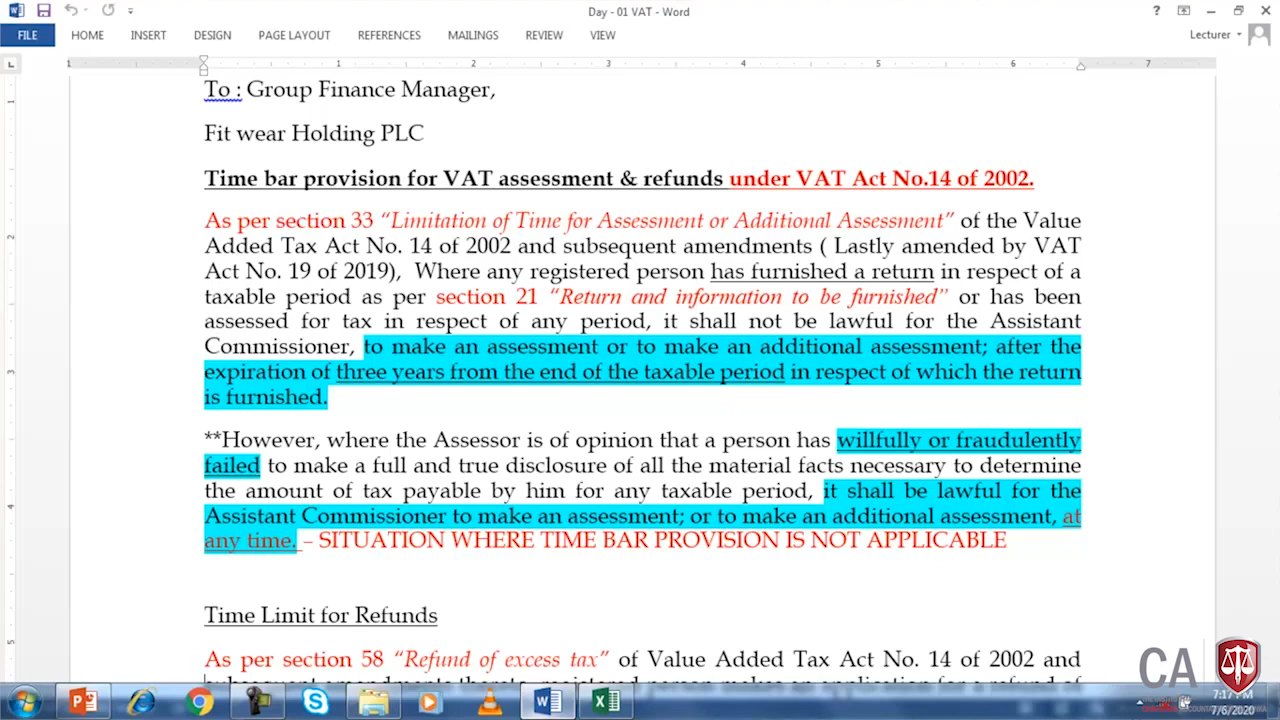 Day - 01 VAT - Word
FILE HOME INSERT DESIGN PAGE LAYOUT REFERENCES MAILINGS REVIEW VIEW Lecturer
1 1 2 3 4 5 6 7
To : Group Finance Manager,
Fit wear Holding PLC
Time bar provision for VAT assessment & refunds under VAT Act No.14 of 2002.
As per section 33 “Limitation of Time for Assessment or Additional Assessment” of the Value
Added Tax Act No. 14 of 2002 and subsequent amendments ( Lastly amended by VAT
Act No. 19 of 2019), Where any registered person has furnished a return in respect of a
taxable period as per section 21 “Return and information to be furnished” or has been
assessed for tax in respect of any period, it shall not be lawful for the Assistant
Commissioner, to make an assessment or to make an additional assessment; after the
expiration of three years from the end of the taxable period in respect of which the return
is furnished.
**However, where the Assessor is of opinion that a person has willfully or fraudulently
failed to make a full and true disclosure of all the material facts necessary to determine
the amount of tax payable by him for any taxable period, it shall be lawful for the
Assistant Commissioner to make an assessment; or to make an additional assessment, at
any time. – SITUATION WHERE TIME BAR PROVISION IS NOT APPLICABLE
Time Limit for Refunds
As per section 58 “Refund of excess tax” of Value Added Tax Act No. 14 of 2002 and
CA
7:17 PM
7/6/2020